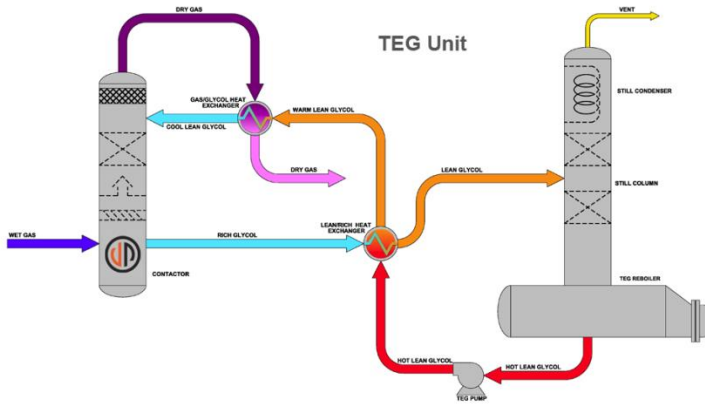 DRY GAS
VENT
TEG Unit
GAS/GLYCOL HEAT
EXCHANGER
STILL CONDENSER
WARM LEAN GLYCOL
COOL LEAN GLYCOL
DRY GAS
LEAN GLYCOL
STILL COLUMN
WET GAS
RICH GLYCOL
LEAN/RICH HEAT
EXCHANGER
CONTACTOR
TEG REBOILER
HOT LEAN GLYCOL
HOT LEAN GLYCOL
TEG PUMP